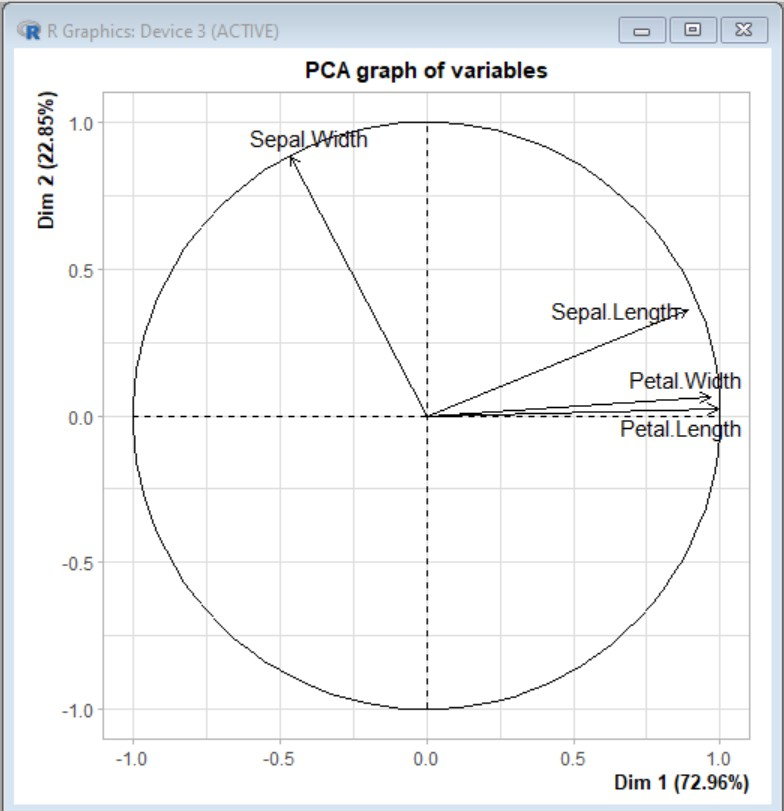 R Graphics: Device 3 (ACTIVE)
PCA graph of variables
Dim 2 (22.85%)
1.0
0.5
0.0
-0.5
-1.0
Sepal.Width
Sepal.Length
Petal.Width
Petal.Length
-1.0
-0.5
0.0
0.5
1.0
Dim 1 (72.96%)